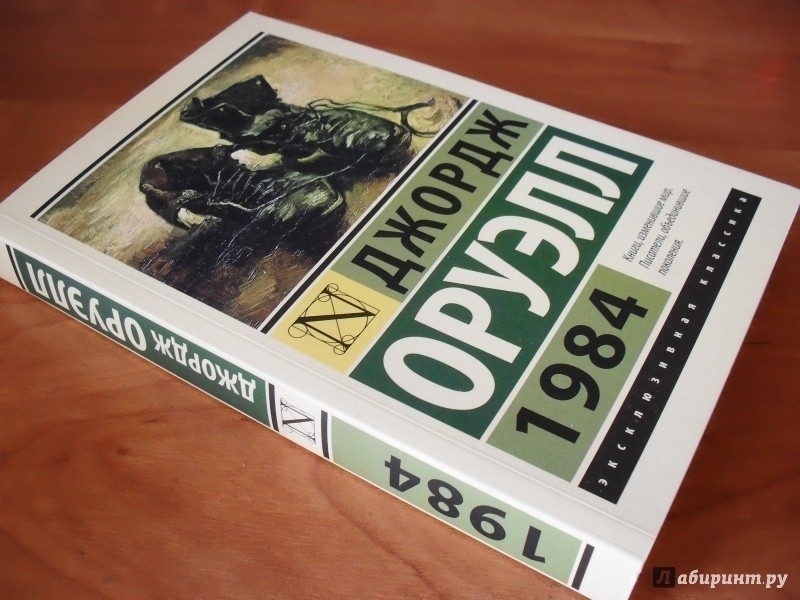 ДЖОРДЖ
ОРУЭЛЛ
1984
Книги, изменившие мир.
Писатели, объединившие
поколения.
эксклюзивная классика
ДЖОРДЖ ОРУЭЛЛ
1984
Лабиринт.ру